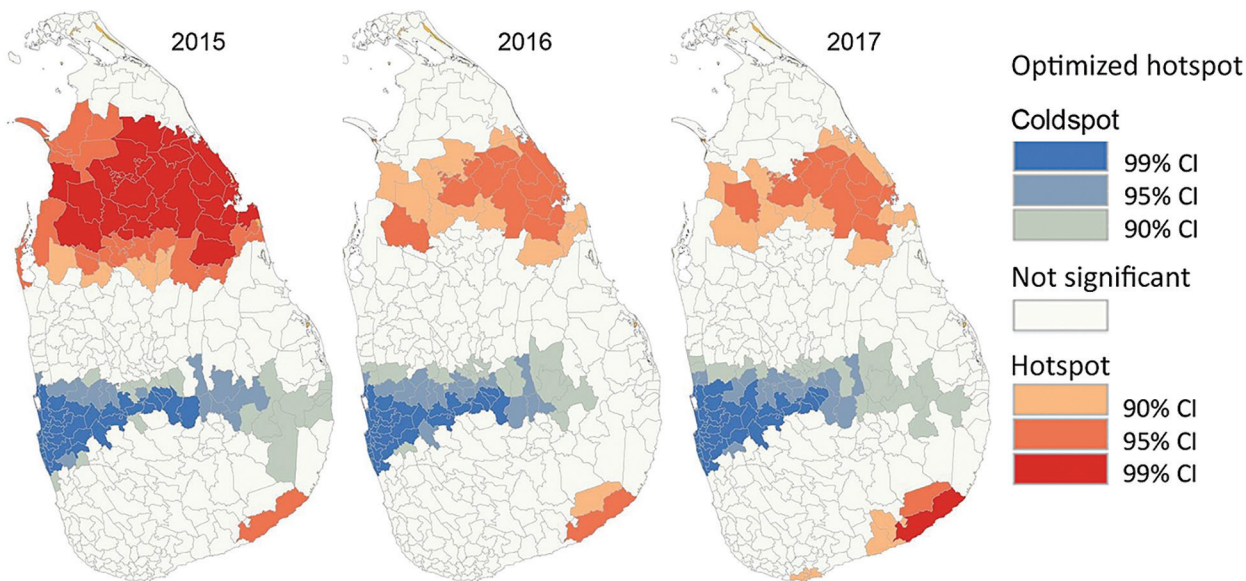 2015
2016
2017
Optimized hotspot
Coldspot
99% CI
95% CI
90% CI
Not significant
Hotspot
90% CI
95% CI
99% CI